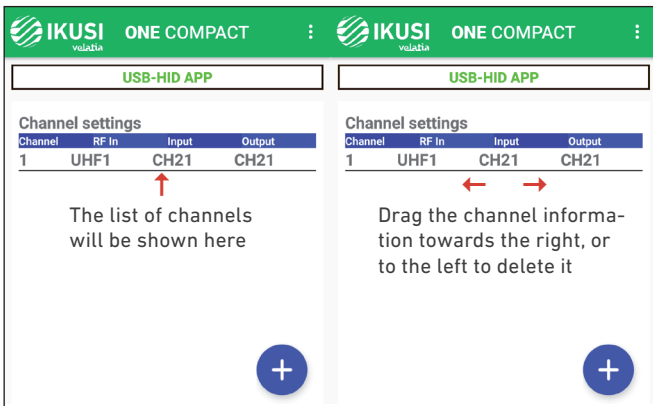 IKUSI
velatia
ONE COMPACT
USB-HID APP
Channel settings
Channel RF In Input Output
1 UHF1 CH21 CH21
The list of channels
will be shown here
+
IKUSI
velatia
ONE COMPACT
USB-HID APP
Channel settings
Channel RF In Input Output
1 UHF1 CH21 CH21
Drag the channel informa-
tion towards the right, or
to the left to delete it
+